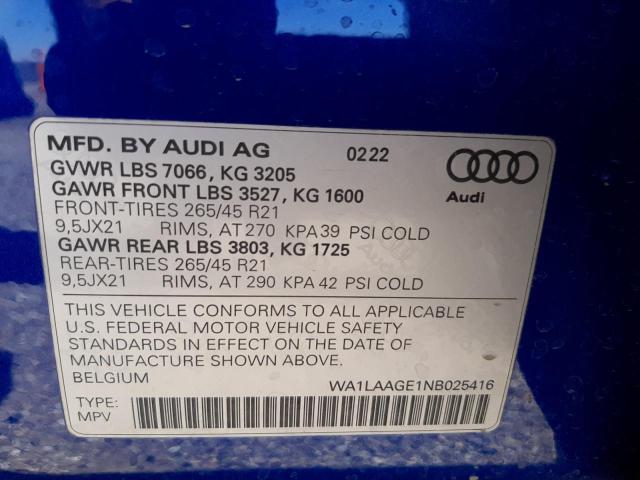 MFD. BY AUDI AG 0222
GVWR LBS 7066, KG 3205
GAWR FRONT LBS 3527, KG 1600
Audi
FRONT-TIRES 265/45 R21
9,5JX21 RIMS, AT 270 KPA 39 PSI COLD
GAWR REAR LBS 3803, KG 1725
REAR-TIRES 265/45 R21
9,5JX21 RIMS, AT 290 KPA 42 PSI COLD
THIS VEHICLE CONFORMS TO ALL APPLICABLE
U.S. FEDERAL MOTOR VEHICLE SAFETY
STANDARDS IN EFFECT ON THE DATE OF
MANUFACTURE SHOWN ABOVE.
BELGIUM WA1LAAGE1NB025416
TYPE:
MPV